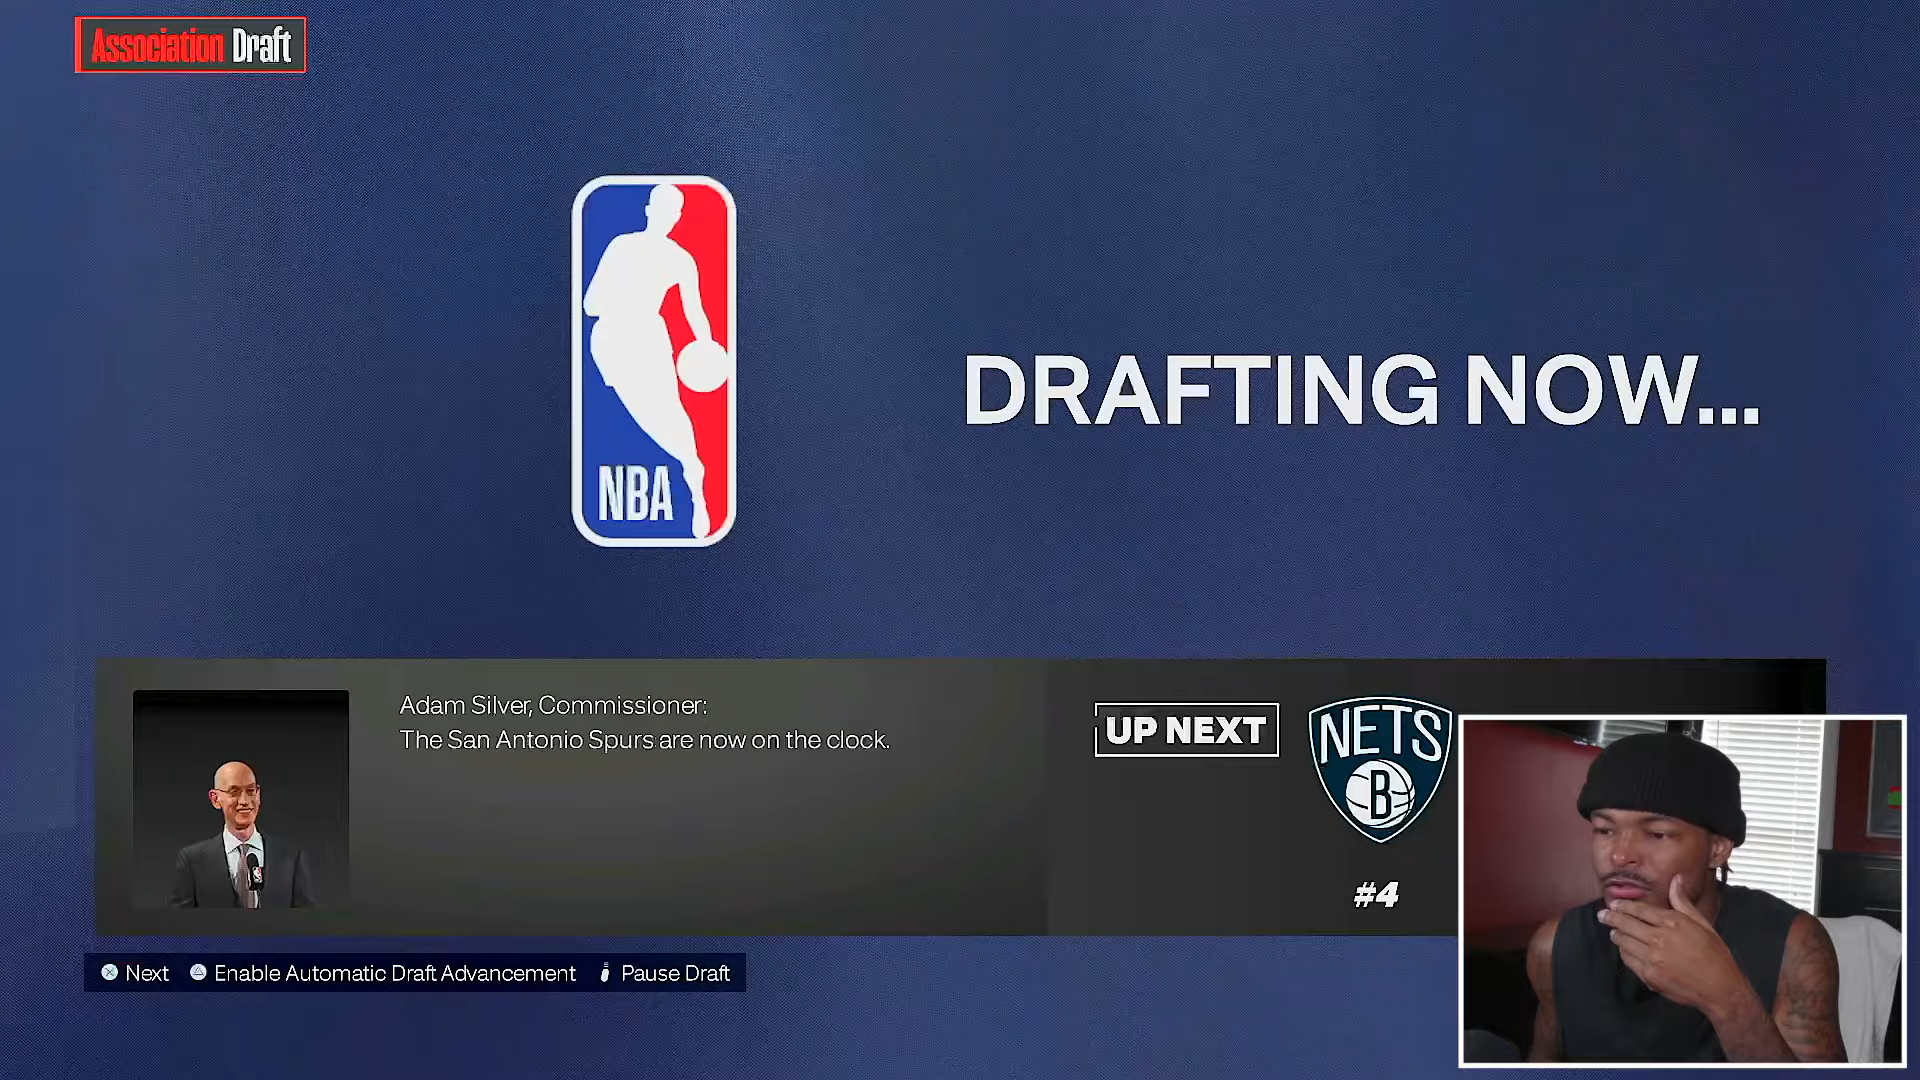 Association Draft
NBA
DRAFTING NOW...
Adam Silver, Commissioner:
The San Antonio Spurs are now on the clock.
UP NEXT
NETS
B
#4
Next
Enable Automatic Draft Advancement
Pause Draft